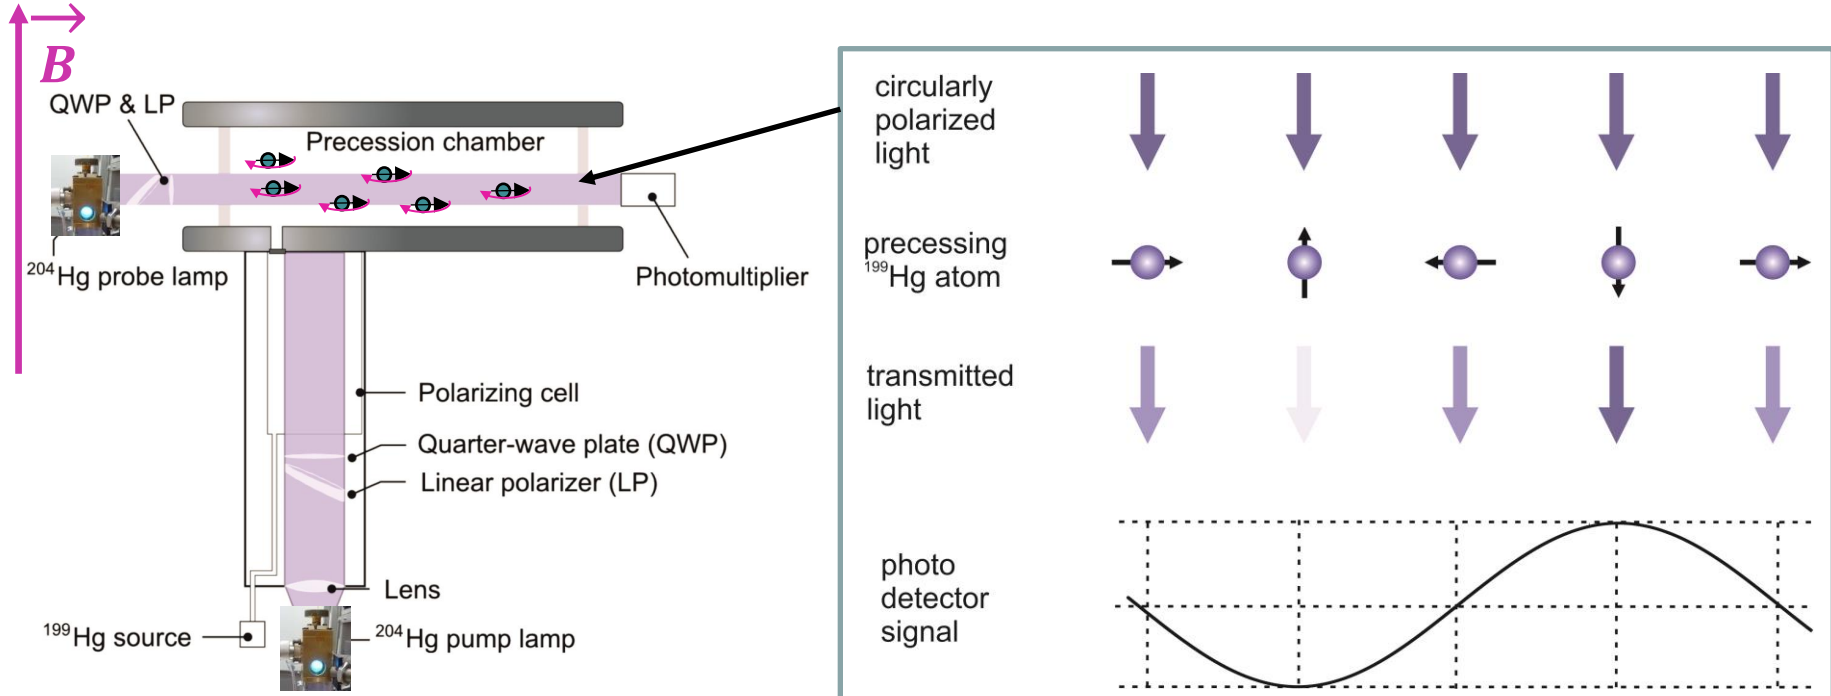 B
QWP & LP
Precession chamber
204Hg probe lamp
Photomultiplier
Polarizing cell
Quarter-wave plate (QWP)
Linear polarizer (LP)
Lens
199Hg source
204Hg pump lamp
circularly
polarized
light
precessing
199Hg atom
transmitted
light
photo
detector
signal